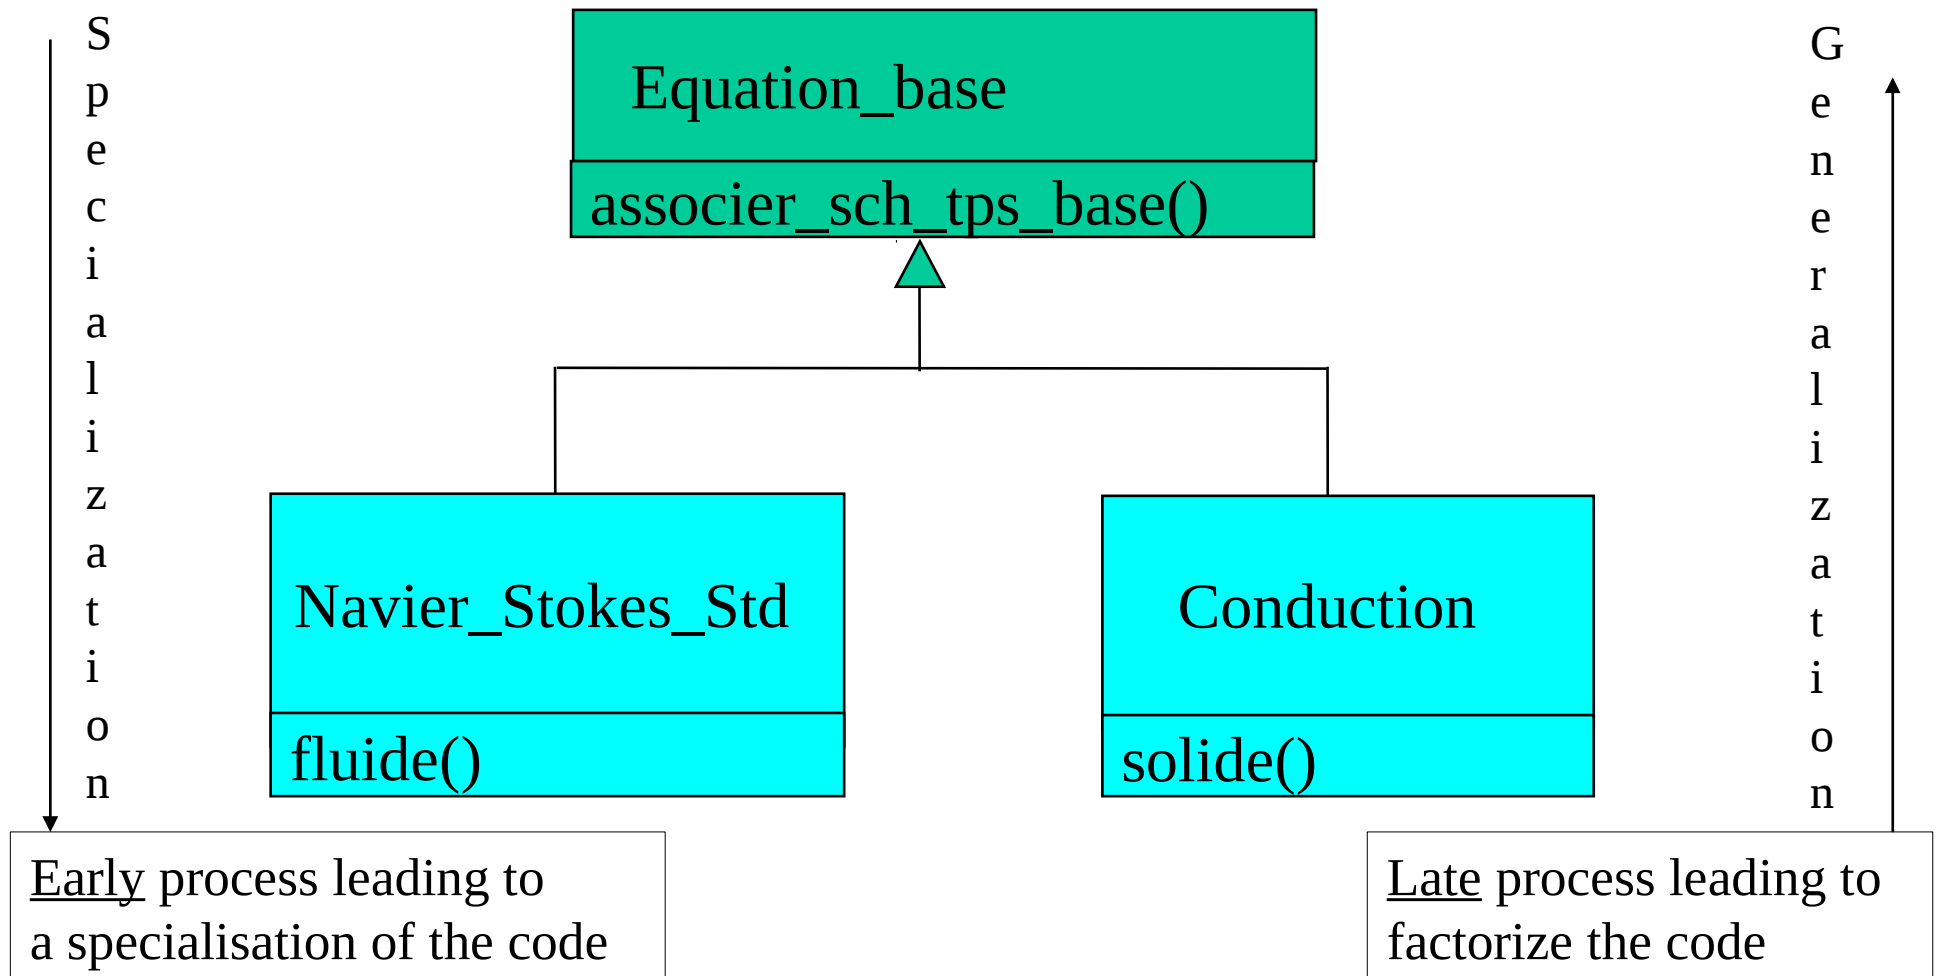 Specialization
Equation_base
associer_sch_tps_base()
Generalization
Navier_Stokes_Std
fluide()
Conduction
solide()
Early process leading to
a specialisation of the code
Late process leading to
factorize the code